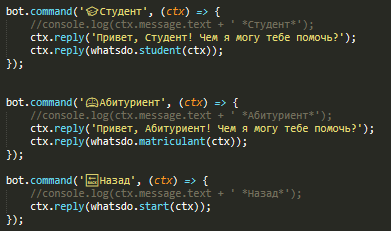 bot.command('🎓Студент', (ctx) => {
    //console.log(ctx.message.text + ' *Студент*');
    ctx.reply('Привет, Студент! Чем я могу тебе помочь?');
    ctx.reply(whatsdo.student(ctx));
});
bot.command('Абитуриент', (ctx) => {
    //console.log(ctx.message.text + ' *Абитуриент*');
    ctx.reply('Привет, Абитуриент! Чем я могу тебе помочь?');
    ctx.reply(whatsdo.matriculant(ctx));
});
bot.command('🔙Назад', (ctx) => {
    //console.log(ctx.message.text + ' *Назад*');
    ctx.reply(whatsdo.start(ctx));
});